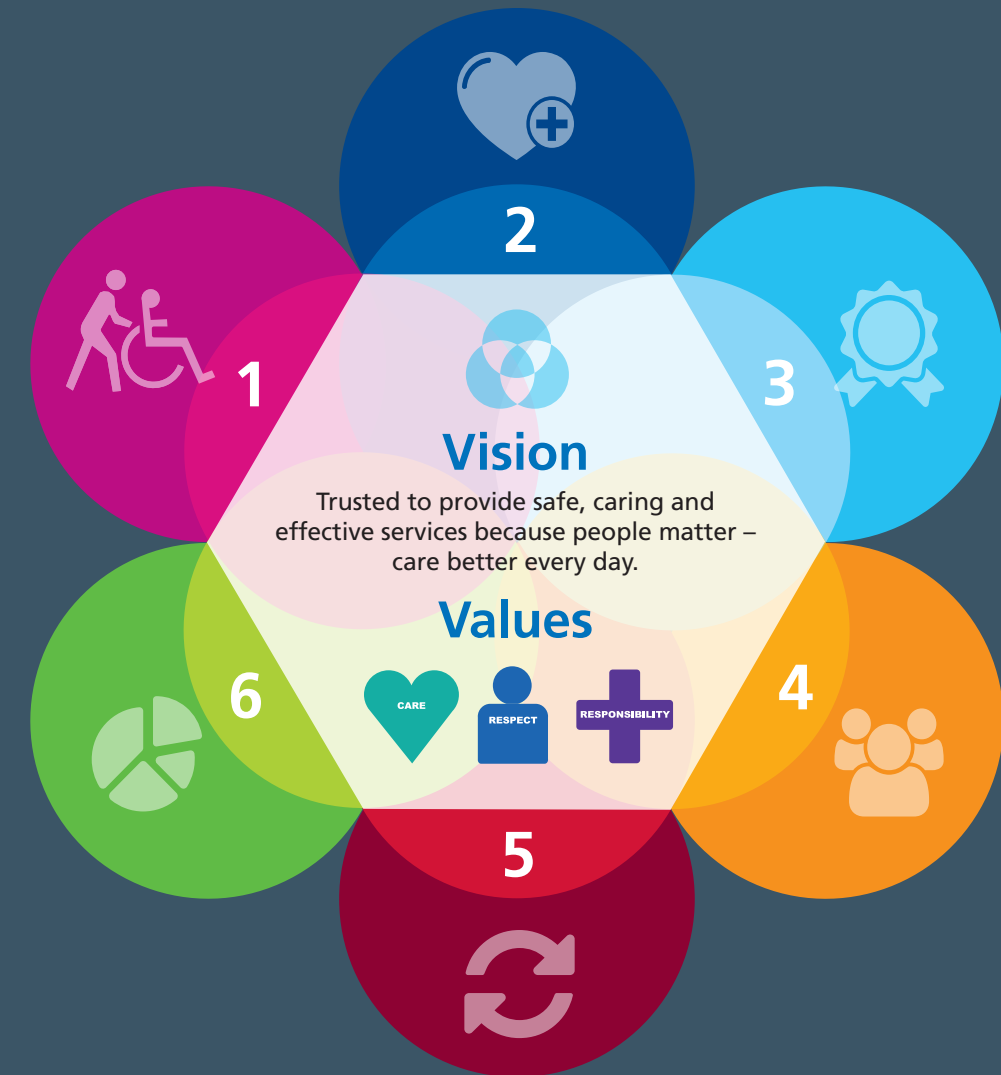 2
1
3
Vision
Trusted to provide safe, caring and
effective services because people matter –
care better every day.
Values
6
CARE
RESPECT
RESPONSIBILITY
4
5